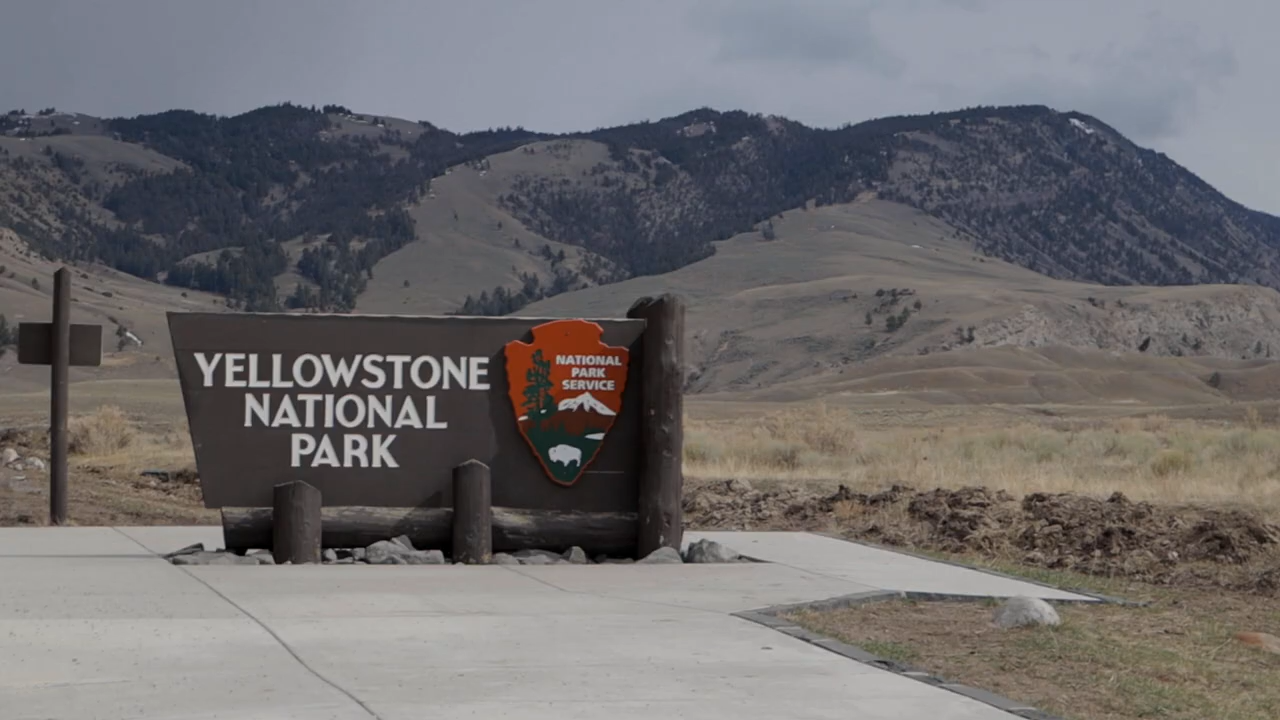 YELLOWSTONE
NATIONAL
PARK
NATIONAL
PARK
SERVICE